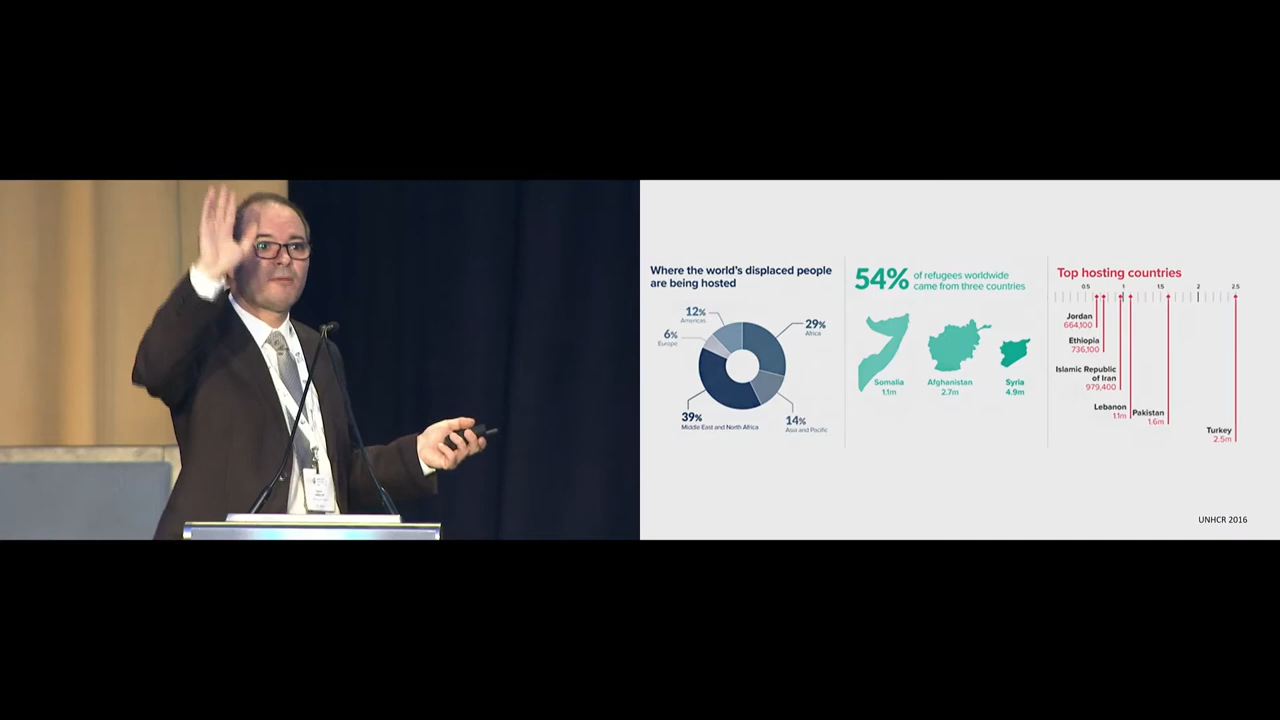 Where the world's displaced people
are being hosted
12%
Americas
6%
Europe
29%
Africa
39%
Middle East and North Africa
14%
Asia and Pacific
54% of refugees worldwide
came from three countries
Somalia
1.1m
Afghanistan
2.7m
Syria
4.9m
Top hosting countries
0.5 1 1.5 2 2.5
Jordan
664,100
Ethiopia
736,100
Islamic Republic
of Iran
979,400
Lebanon
1.1m
Pakistan
1.6m
Turkey
2.5m
UNHCR 2016